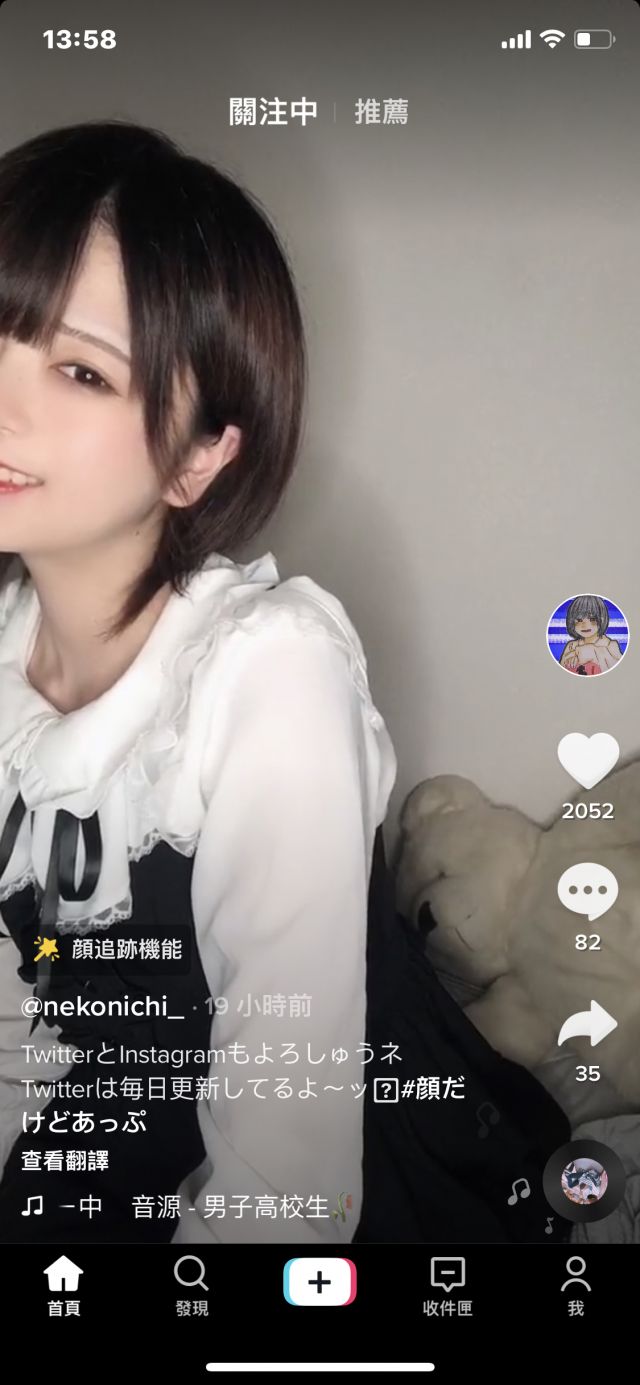 13:58
關注中 | 推薦
2052
82
35
顔追跡機能
@nekonichi_ · 19 小時前
TwitterとInstagramもよろしゅうネ
Twitterは毎日更新してるよ〜ッ#顔だ
けどあっぷ
查看翻譯
中 音源 - 男子高校生
首頁
發現
收件匣
我